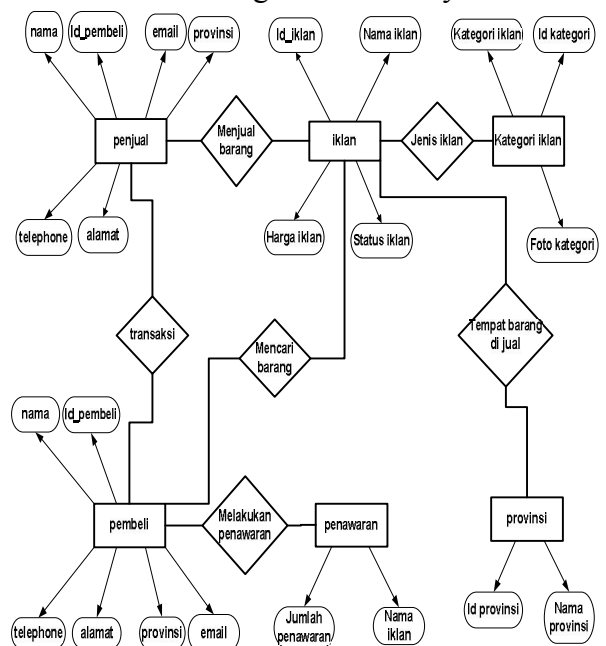 nama
Id_pembeli
email
provinsi
Id_iklan
Nama iklan
Kategori iklan
Id kategori
penjual
Menjual
barang
iklan
Jenis iklan
Kategori iklan
telephone
alamat
Harga iklan
Status iklan
Foto kategori
transaksi
Mencari
barang
Tempat barang
di jual
nama
Id_pembeli
pembeli
Melakukan
penawaran
penawaran
provinsi
telephone
alamat
provinsi
email
Jumlah
penawaran
Nama
iklan
Id provinsi
Nama
provinsi